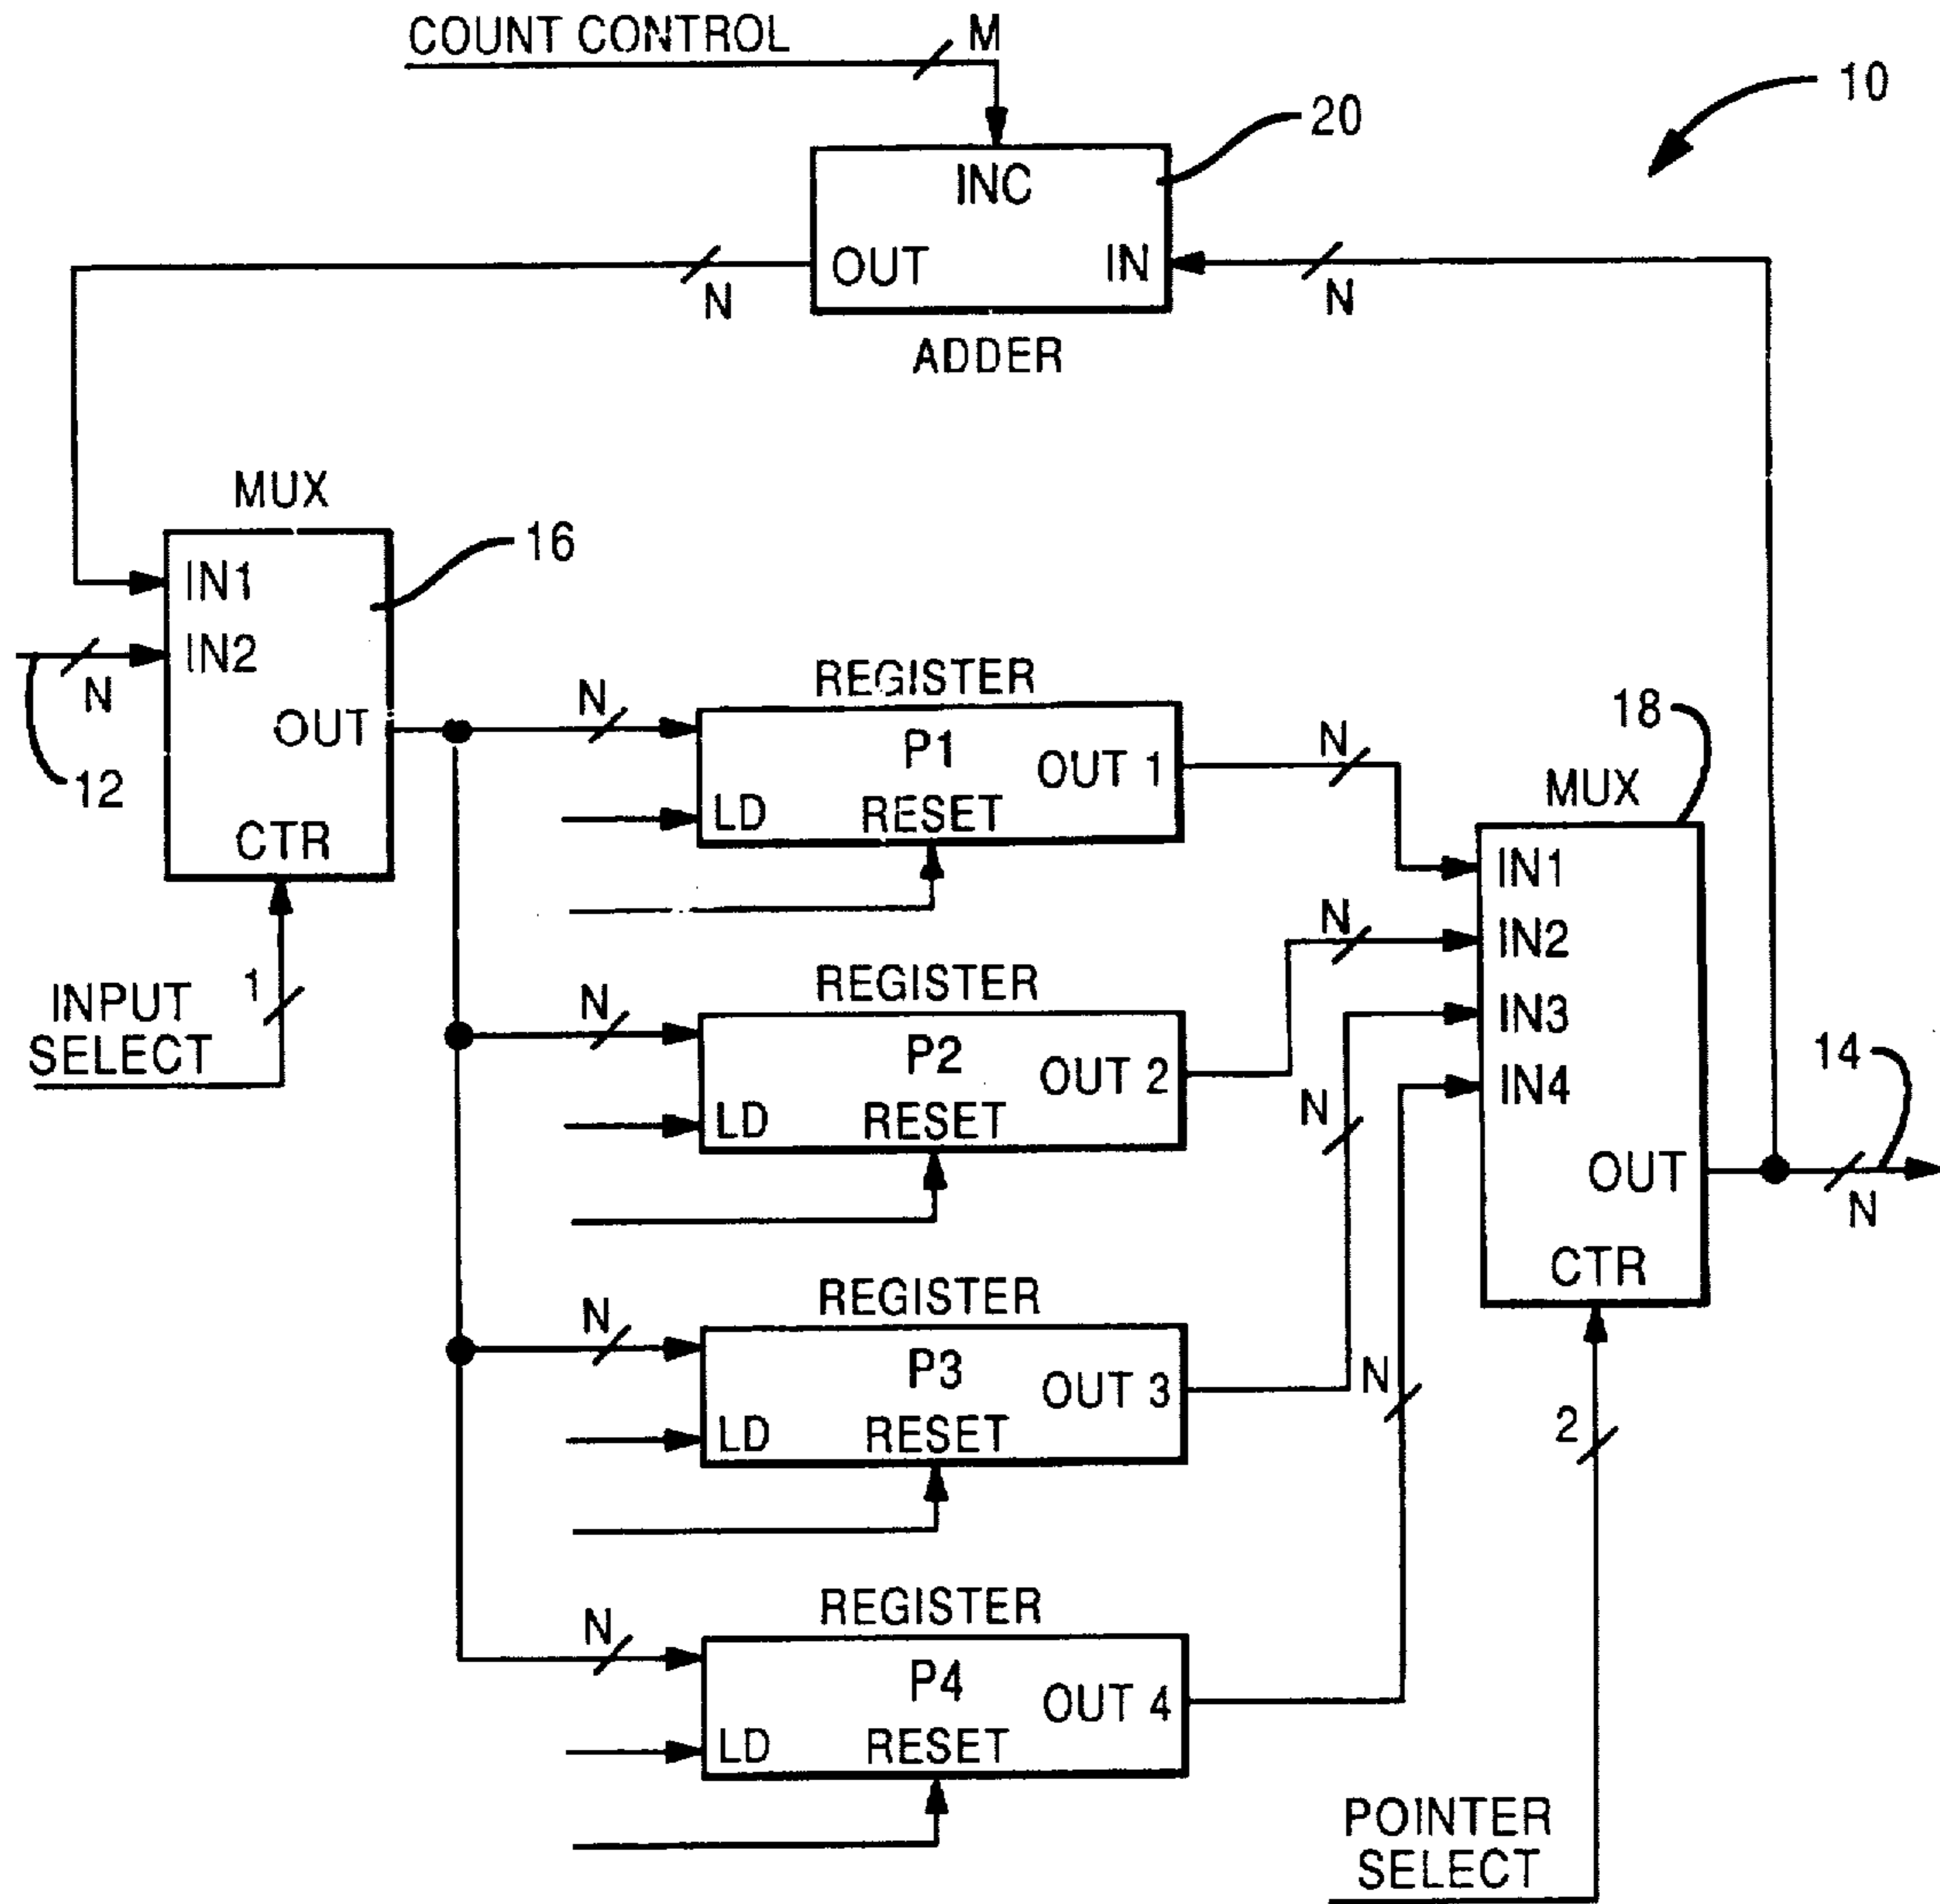 COUNT CONTROL
M
10
20
INC
OUT
IN
N
N
ADDER
MUX
16
IN1
IN2
N
12
OUT
CTR
1
INPUT
SELECT
REGISTER
N
P1
OUT 1
LD
RESET
N
REGISTER
N
P2
OUT 2
LD
RESET
N
REGISTER
N
P3
OUT 3
LD
RESET
N
REGISTER
N
P4
OUT 4
LD
RESET
N
18
MUX
IN1
IN2
IN3
IN4
OUT
14
N
CTR
2
POINTER
SELECT